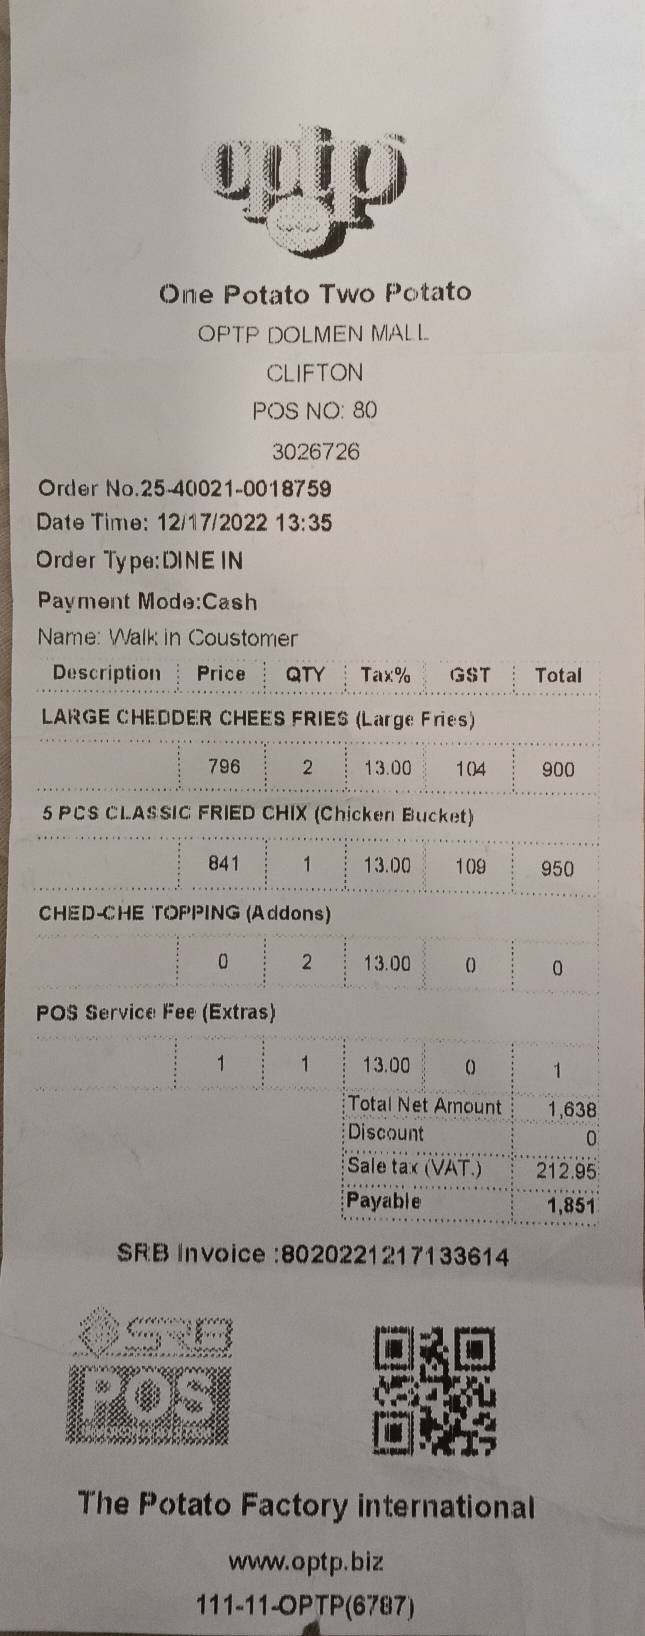 optp
One Potato Two Potato
OPTP DOLMEN MALL
CLIFTON
POS NO: 80
3026726
Order No.25-40021-0018759
Date Time: 12/17/2022 13:35
Order Type:DINE IN
Payment Mode:Cash
Name: Walk in Coustomer
Description Price QTY Tax% GST Total
LARGE CHEDDER CHEES FRIES (Large Fries)
796 2 13.00 104 900
5 PCS CLASSIC FRIED CHIX (Chicken Bucket)
841 1 13.00 109 950
CHED-CHE TOPPING (Addons)
0 2 13.00 0 0
POS Service Fee (Extras)
1 1 13.00 0 1
Total Net Amount 1,638
Discount 0
Sale tax (VAT.) 212.95
Payable 1,851
SRB Invoice :8020221217133614
SRB
POS
The Potato Factory international
www.optp.biz
111-11-OPTP(6787)